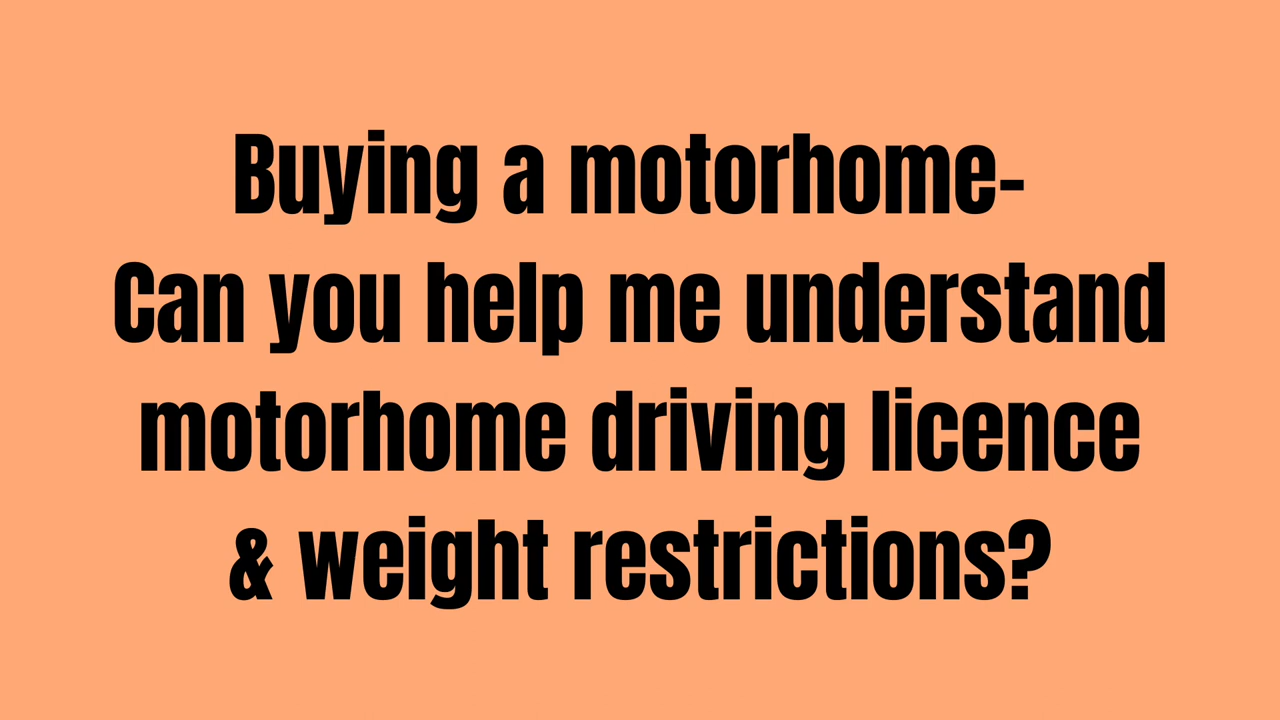 Buying a motorhome-
Can you help me understand
motorhome driving licence
& weight restrictions?